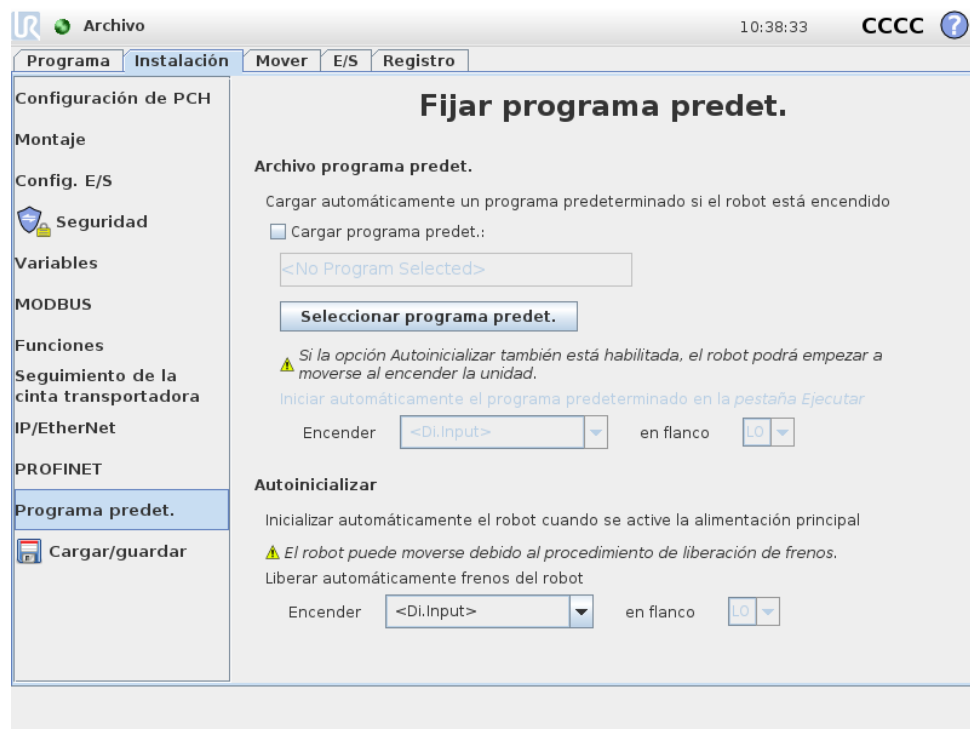 UR Archivo 10:38:33 CCCC ?
Programa Instalación Mover E/S Registro
Configuración de PCH
Montaje
Config. E/S
Seguridad
Variables
MODBUS
Funciones
Seguimiento de la
cinta transportadora
IP/EtherNet
PROFINET
Programa predet.
Cargar/guardar
Fijar programa predet.
Archivo programa predet.
Cargar automáticamente un programa predeterminado si el robot está encendido
Cargar programa predet.:
<No Program Selected>
Seleccionar programa predet.
Si la opción Autoinicializar también está habilitada, el robot podrá empezar a
moverse al encender la unidad.
Iniciar automáticamente el programa predeterminado en la pestaña Ejecutar
Encender <Di.Input> en flanco LO
Autoinicializar
Inicializar automáticamente el robot cuando se active la alimentación principal
El robot puede moverse debido al procedimiento de liberación de frenos.
Liberar automáticamente frenos del robot
Encender <Di.Input> en flanco LO